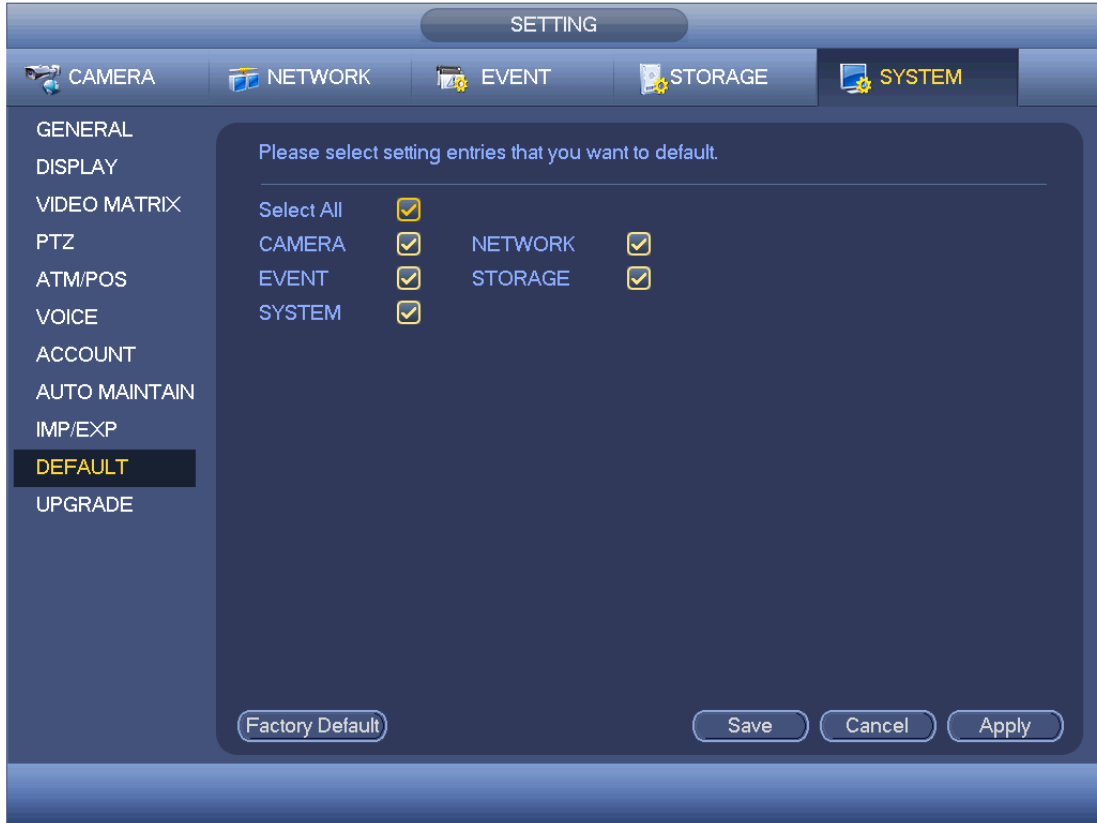 SETTING
CAMERA NETWORK EVENT STORAGE SYSTEM
GENERAL
DISPLAY
VIDEO MATRIX
PTZ
ATM/POS
VOICE
ACCOUNT
AUTO MAINTAIN
IMP/EXP
DEFAULT
UPGRADE
Please select setting entries that you want to default.
Select All
CAMERA NETWORK
EVENT STORAGE
SYSTEM
Factory Default Save Cancel Apply